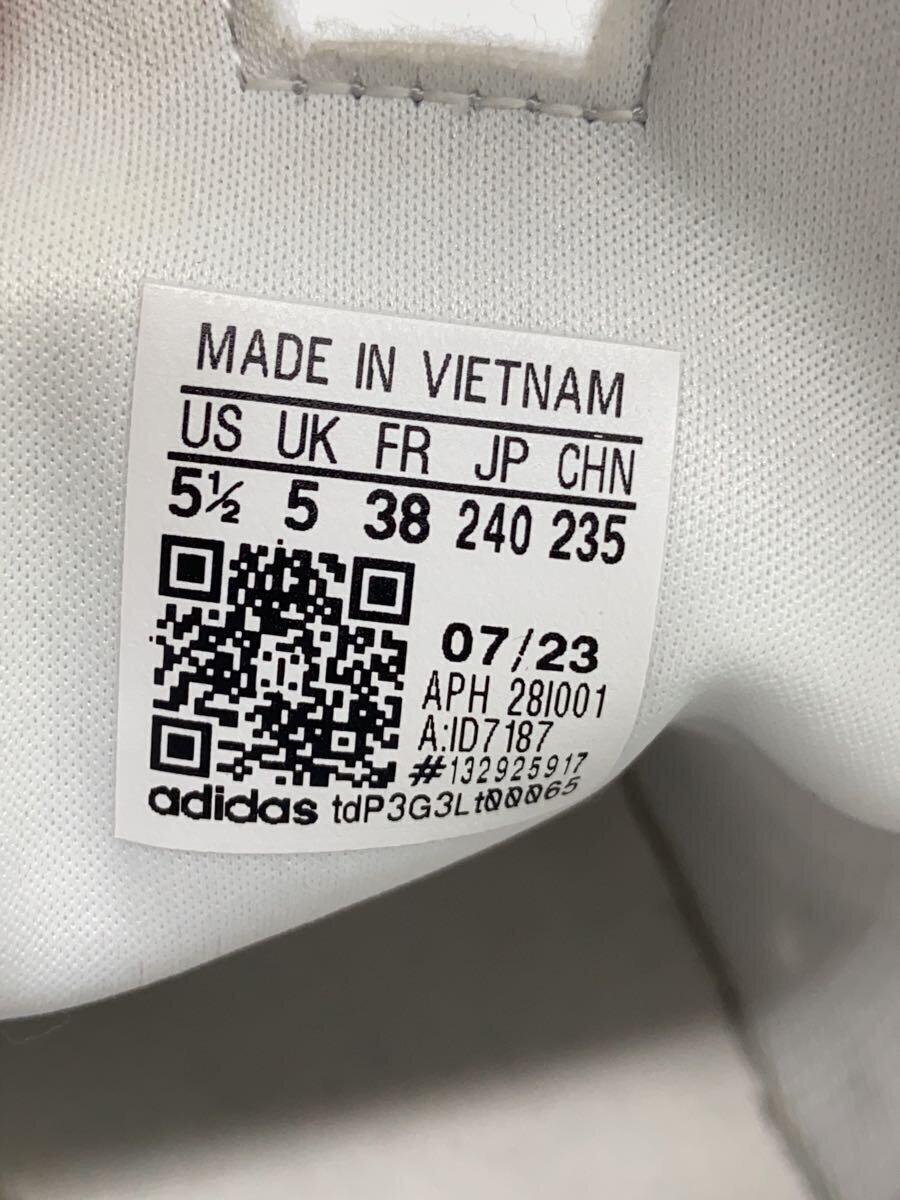 MADE IN VIETNAM
US UK FR JP CHN
5½ 5 38 240 235
07/23
APH 28I001
A:ID7187
#132925917
adidas tdP3G3Lt00065